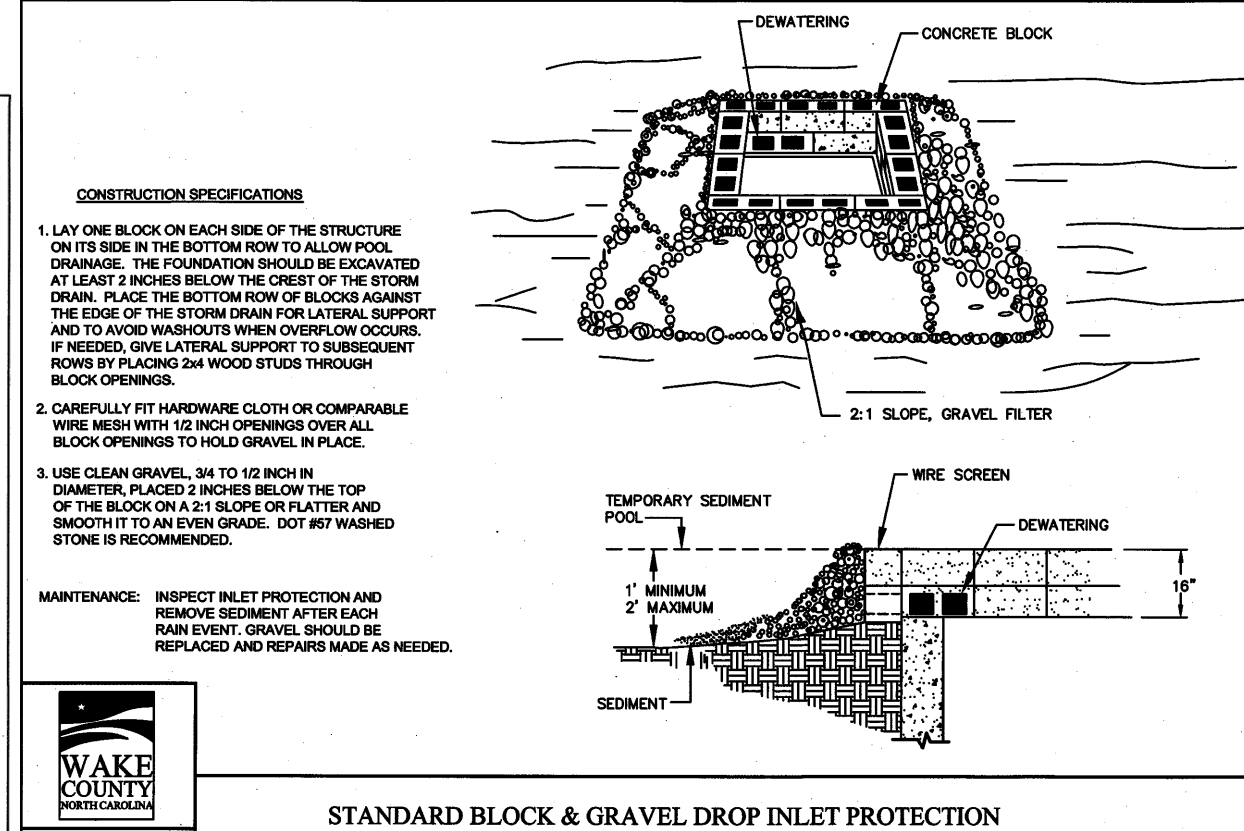 CONSTRUCTION SPECIFICATIONS
1. LAY ONE BLOCK ON EACH SIDE OF THE STRUCTURE
ON ITS SIDE IN THE BOTTOM ROW TO ALLOW POOL
DRAINAGE. THE FOUNDATION SHOULD BE EXCAVATED
AT LEAST 2 INCHES BELOW THE CREST OF THE STORM
DRAIN. PLACE THE BOTTOM ROW OF BLOCKS AGAINST
THE EDGE OF THE STORM DRAIN FOR LATERAL SUPPORT
AND TO AVOID WASHOUTS WHEN OVERFLOW OCCURS.
IF NEEDED, GIVE LATERAL SUPPORT TO SUBSEQUENT
ROWS BY PLACING 2x4 WOOD STUDS THROUGH
BLOCK OPENINGS.
2. CAREFULLY FIT HARDWARE CLOTH OR COMPARABLE
WIRE MESH WITH 1/2 INCH OPENINGS OVER ALL
BLOCK OPENINGS TO HOLD GRAVEL IN PLACE.
3. USE CLEAN GRAVEL, 3/4 TO 1/2 INCH IN
DIAMETER, PLACED 2 INCHES BELOW THE TOP
OF THE BLOCK ON A 2:1 SLOPE OR FLATTER AND
SMOOTH IT TO AN EVEN GRADE. DOT #57 WASHED
STONE IS RECOMMENDED.
MAINTENANCE: INSPECT INLET PROTECTION AND
REMOVE SEDIMENT AFTER EACH
RAIN EVENT. GRAVEL SHOULD BE
REPLACED AND REPAIRS MADE AS NEEDED.
DEWATERING
CONCRETE BLOCK
2:1 SLOPE, GRAVEL FILTER
WIRE SCREEN
TEMPORARY SEDIMENT
POOL
DEWATERING
1' MINIMUM
2' MAXIMUM
16"
SEDIMENT
WAKE
COUNTY
NORTH CAROLINA
STANDARD BLOCK & GRAVEL DROP INLET PROTECTION